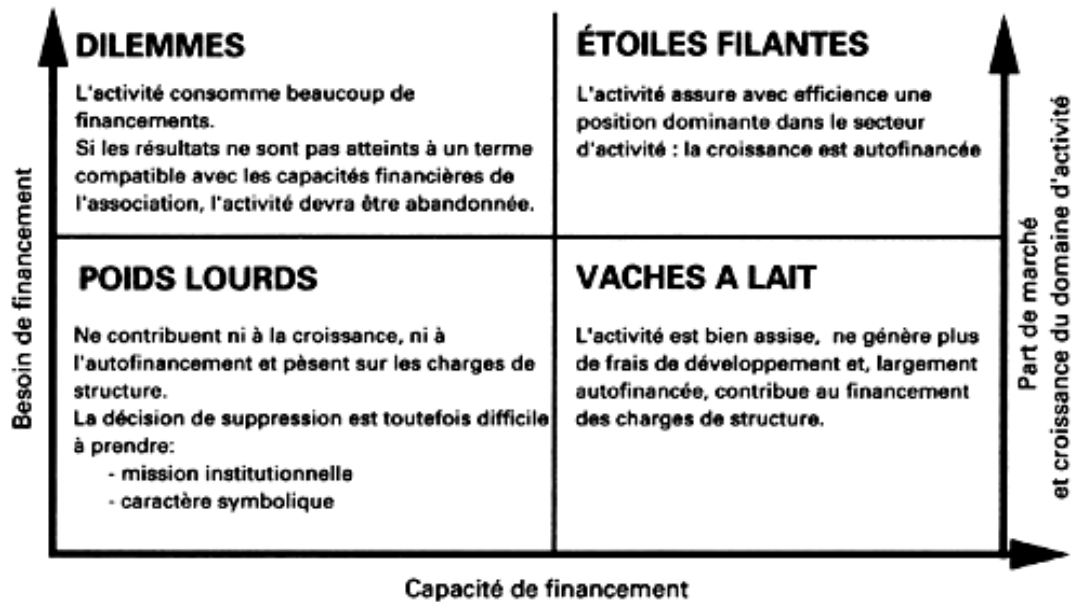 DILEMMES
L'activité consomme beaucoup de
financements.
Si les résultats ne sont pas atteints à un terme
compatible avec les capacités financières de
l'association, l'activité devra être abandonnée.
ÉTOILES FILANTES
L'activité assure avec efficience une
position dominante dans le secteur
d'activité : la croissance est autofinancée
POIDS LOURDS
Ne contribuent ni à la croissance, ni à
l'autofinancement et pèsent sur les charges de
structure.
La décision de suppression est toutefois difficile
à prendre:
- mission institutionnelle
- caractère symbolique
VACHES A LAIT
L'activité est bien assise, ne génère plus
de frais de développement et, largement
autofinancée, contribue au financement
des charges de structure.
Besoin de financement
Part de marché
et croissance du domaine d'activité
Capacité de financement